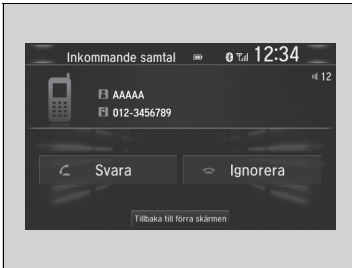 Inkommande samtal 12:34
12
AAAAA
012-3456789
Svara Ignorera
Tillbaka till förra skärmen